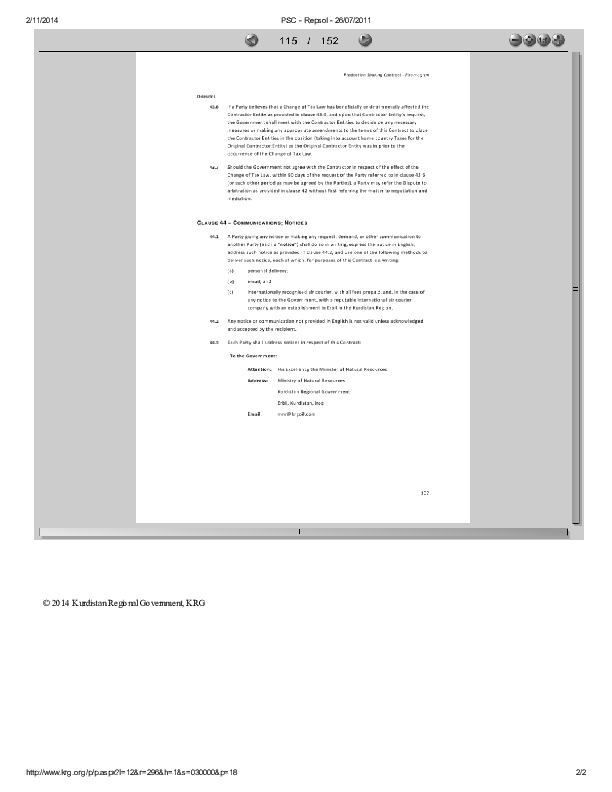 2/11/2014 PSC - Repsol - 26/07/2011
115 / 152
Production Sharing Contract - Piramagrun
43.6 If a Party believes that a Change of Tax Law has beneficially or detrimentally affected the
Contractor Entity as provided in clause 43.5, and upon that Contractor Entity's request,
the Government shall meet with the Contractor Entities to decide on any necessary
measures or making any appropriate amendments to the terms of this Contract to place
the Contractor Entities in the position (taking into account home country Taxes for the
Original Contractor Entity) as the Original Contractor Entity was in prior to the
occurrence of the Change of Tax Law.
43.7 Should the Government not agree with the Contractor in respect of the effect of the
Change of Tax Law, within 90 days of the request of the Party referred to in clause 43.6
(or such other period as may be agreed by the Parties), a Party may refer the Dispute to
arbitration as provided in clause 42 without first referring the matter to negotiation and
mediation.
CLAUSE 44 – COMMUNICATIONS; NOTICES
44.1 A Party giving any notice or making any request, demand, or other communication to
another Party (each a "notice") shall do so in writing, express the notice in English,
address such notice as provided in clause 44.3, and use one of the following methods to
deliver such notice, each of which, for purposes of this Contract, is a writing:
(a) personal delivery;
(b) email; and
(c) internationally recognised air courier, with all fees prepaid, and, in the case of
any notice to the Government, with a reputable international air courier
company with an establishment in Erbil in the Kurdistan Region.
44.2 Any notice or communication not provided in English is not valid unless acknowledged
and accepted by the recipient.
44.3 Each Party shall address notices in respect of this Contract:
To the Government:
Attention: His Excellency the Minister of Natural Resources
Address: Ministry of Natural Resources
Kurdistan Regional Government
Erbil, Kurdistan, Iraq
Email:
107
© 2014 Kurdistan Regional Government, KRG
http://www.krg.org/p/p.aspx?l=12&r=296&h=1&s=030000&p=18 2/2